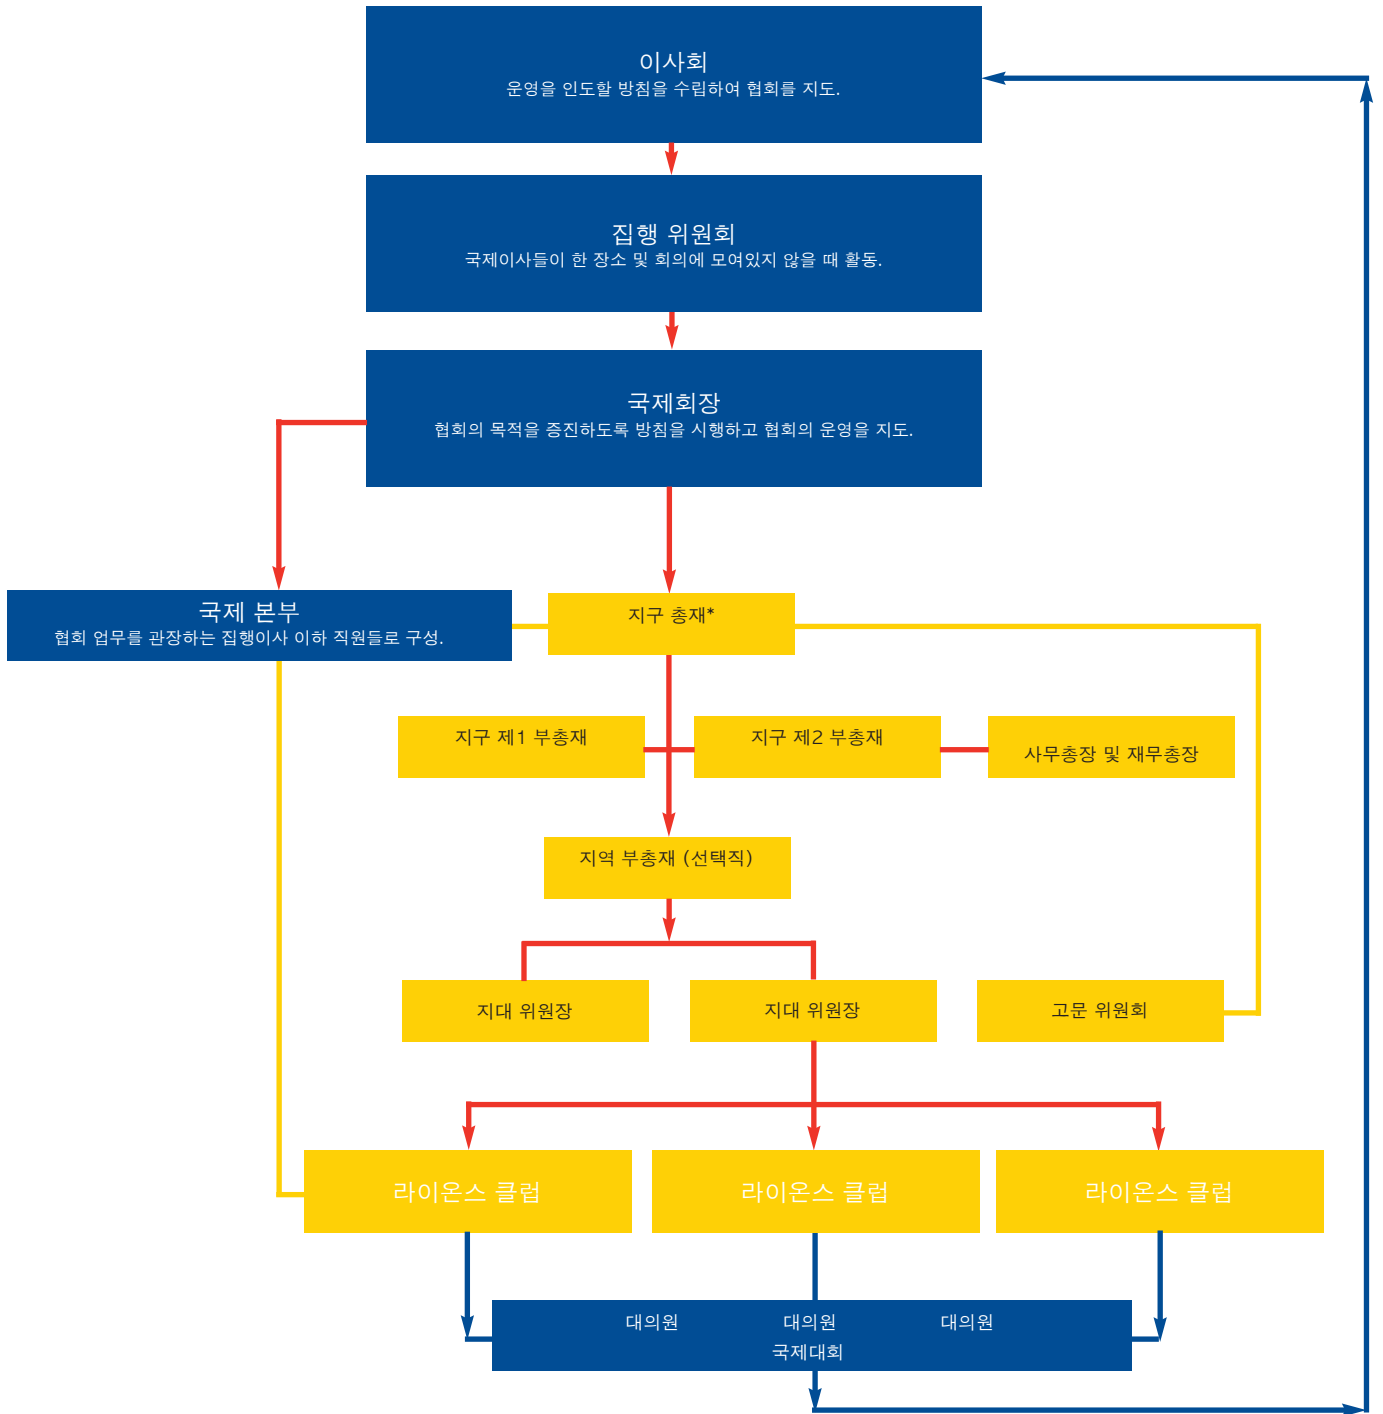 이사회
운영을 인도할 방침을 수립하여 협회를 지도.
집행 위원회
국제이사들이 한 장소 및 회의에 모여있지 않을 때 활동.
국제회장
협회의 목적을 증진하도록 방침을 시행하고 협회의 운영을 지도.
국제 본부
협회 업무를 관장하는 집행이사 이하 직원들로 구성.
지구 총재*
지구 제1 부총재
지구 제2 부총재
사무총장 및 재무총장
지역 부총재 (선택직)
지대 위원장
지대 위원장
고문 위원회
라이온스 클럽
라이온스 클럽
라이온스 클럽
대의원 대의원 대의원
국제대회